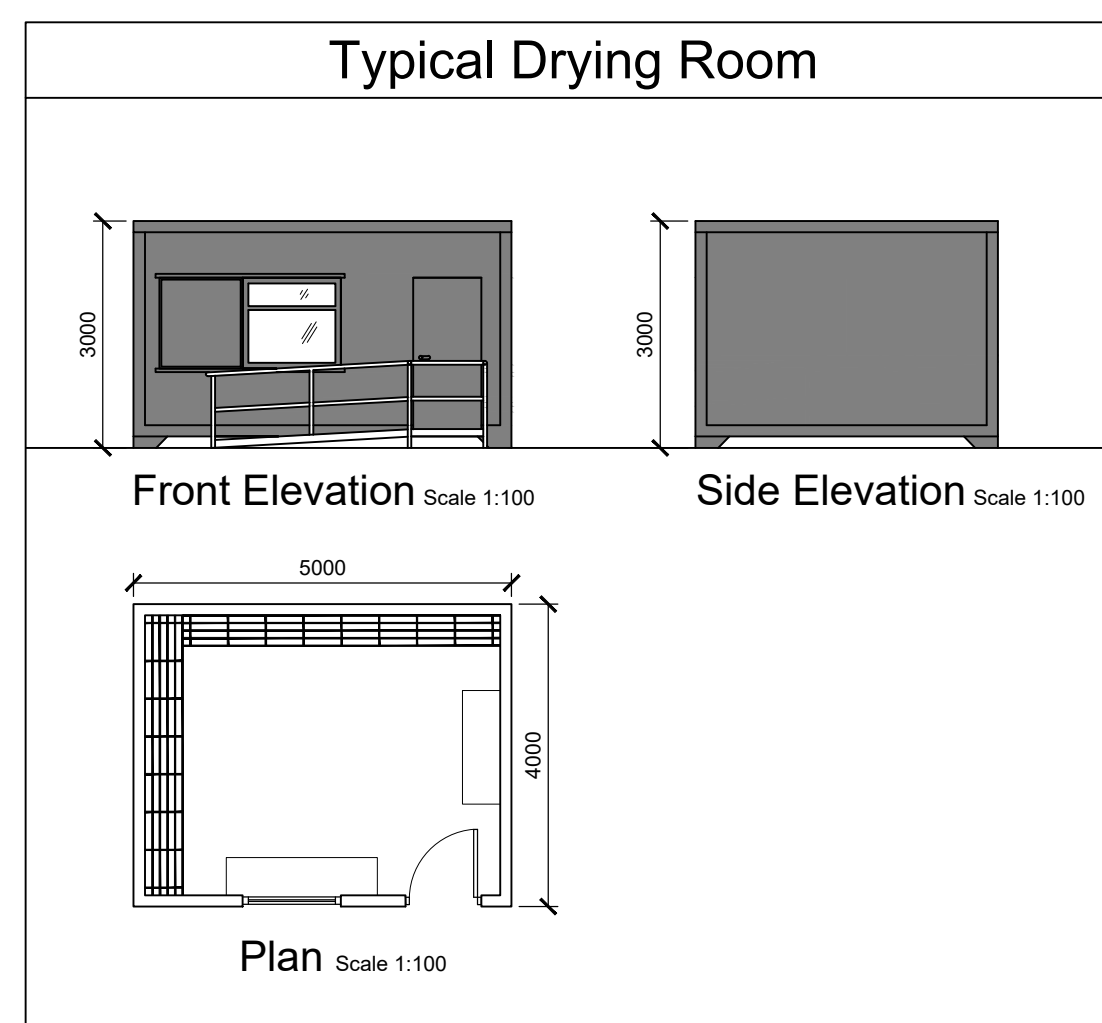 Typical Drying Room
3000
3000
Front Elevation Scale 1:100
Side Elevation Scale 1:100
5000
4000
Plan Scale 1:100